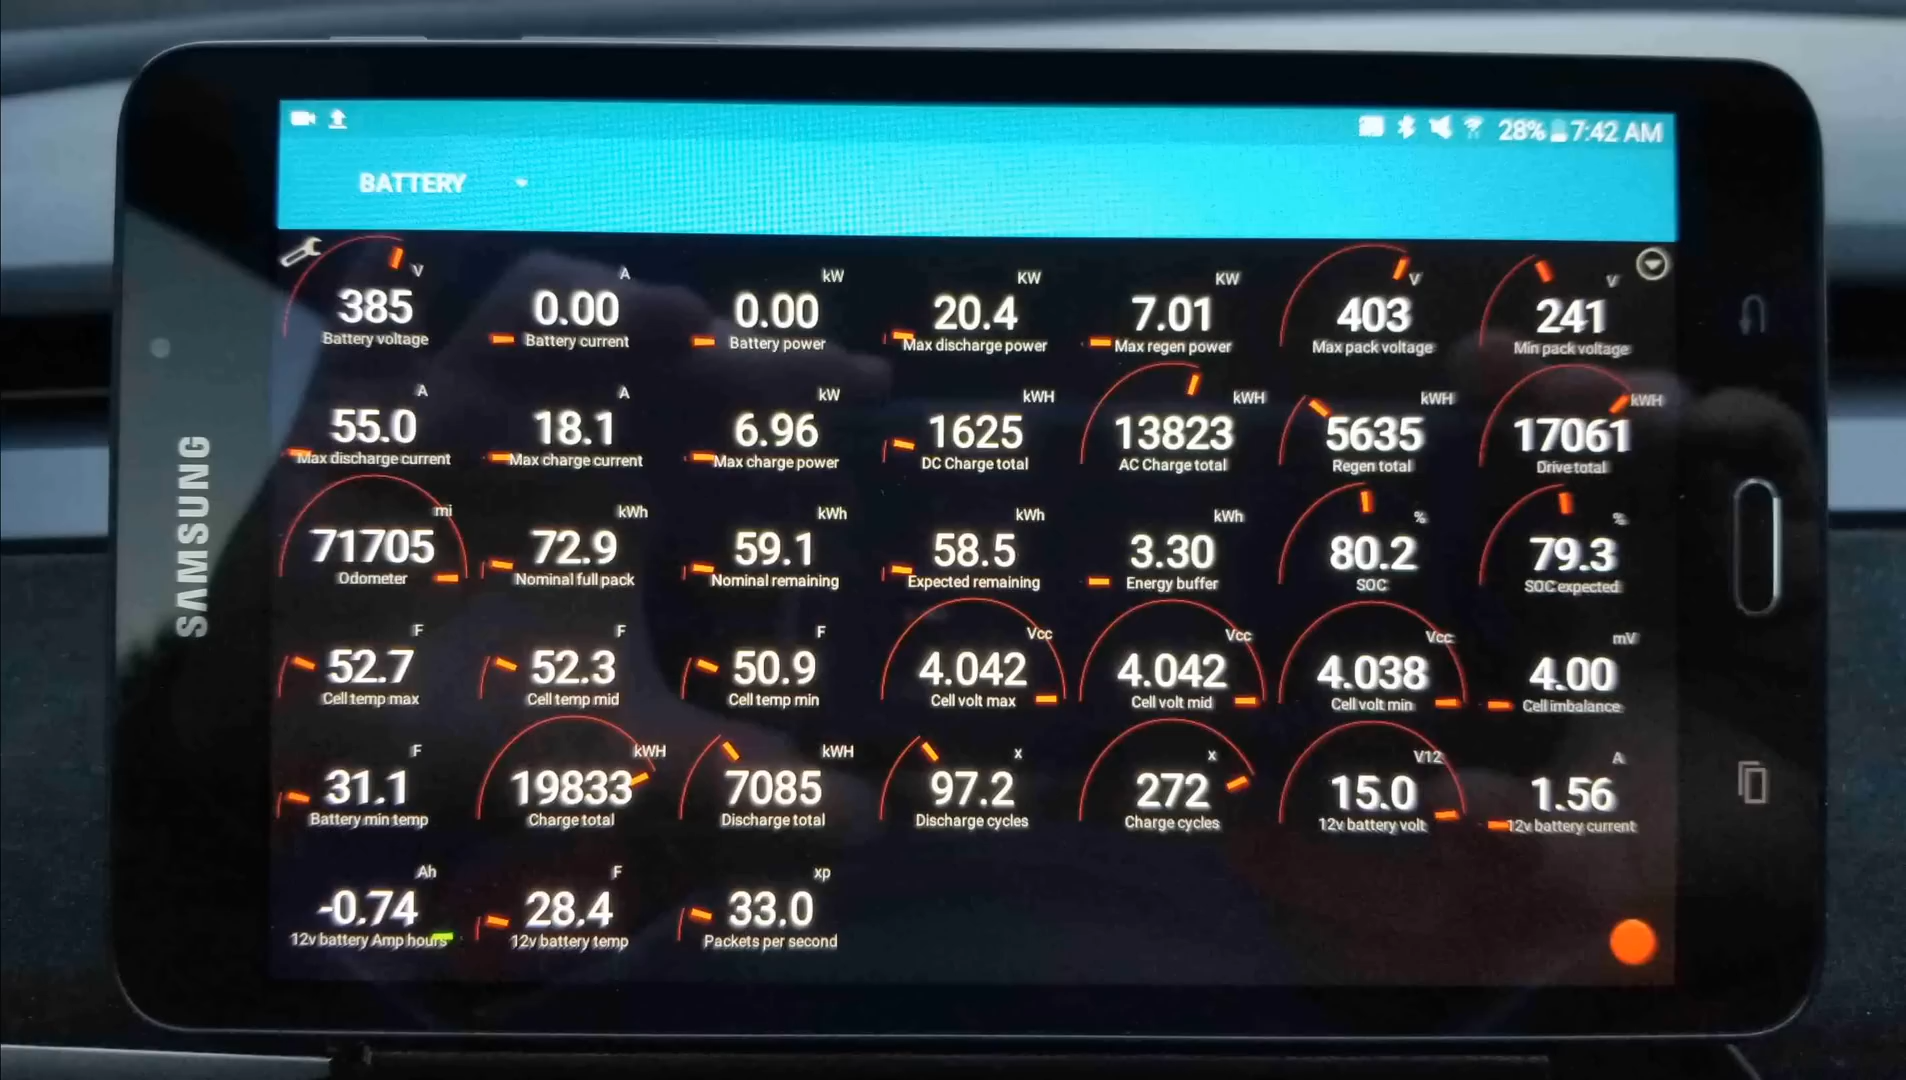 28% 7:42 AM
BATTERY
SAMSUNG
V A kW KW KW V V
385 0.00 0.00 20.4 7.01 403 241
Battery voltage Battery current Battery power Max discharge power Max regen power Max pack voltage Min pack voltage
A A kW kWH kWH kWH kWH
55.0 18.1 6.96 1625 13823 5635 17061
Max discharge current Max charge current Max charge power DC Charge total AC Charge total Regen total Drive total
mi kWh kWh kWh kWh % %
71705 72.9 59.1 58.5 3.30 80.2 79.3
Odometer Nominal full pack Nominal remaining Expected remaining Energy buffer SOC SOC expected
F F F Vcc Vcc Vcc mV
52.7 52.3 50.9 4.042 4.042 4.038 4.00
Cell temp max Cell temp mid Cell temp min Cell volt max Cell volt mid Cell volt min Cell imbalance
F kWH kWH x x V12 A
31.1 19833 7085 97.2 272 15.0 1.56
Battery min temp Charge total Discharge total Discharge cycles Charge cycles 12v battery volt 12v battery current
Ah F xp
-0.74 28.4 33.0
12v battery Amp hours 12v battery temp Packets per second